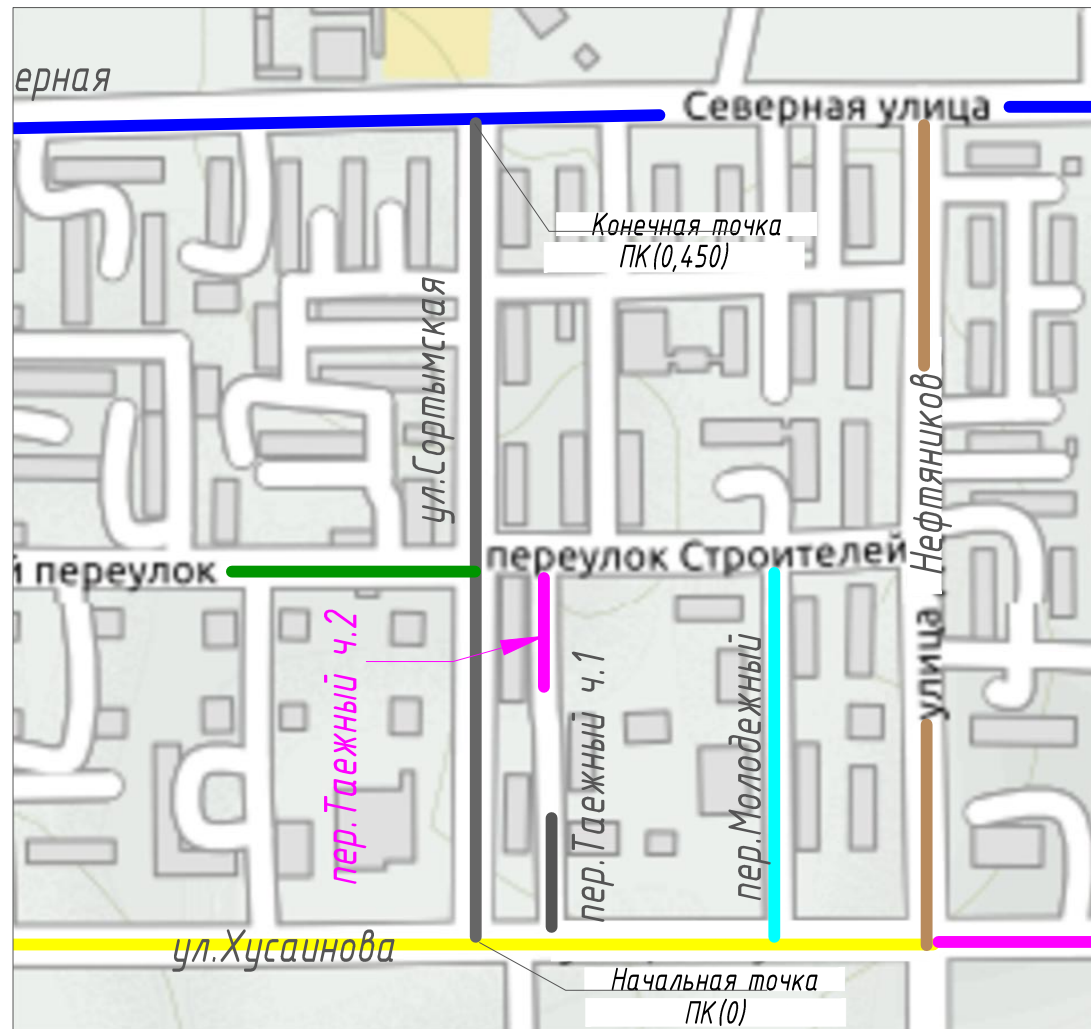 ерная
Северная улица
Конечная точка
ПК(0,450)
ул.Сортымская
Нефтяников
й переулок
переулок Строителей
пер.Таежный ч.2
пер.Таежный ч.1
пер.Молодежный
улица
ул.Хусаинова
Начальная точка
ПК(0)